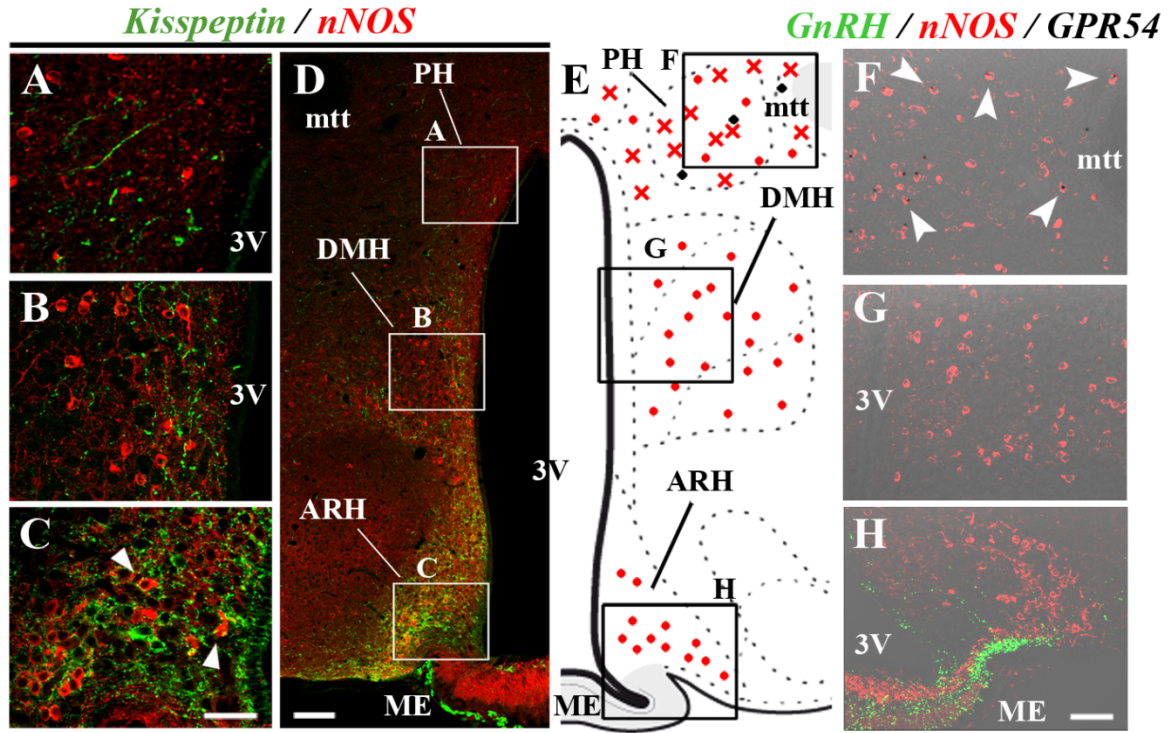 Kisspeptin / nNOS
GnRH / nNOS / GPR54
A
3V
B
3V
C
D
mtt
PH
A
DMH
B
3V
ARH
C
ME
E
PH
F
mtt
DMH
G
ARH
H
ME
F
mtt
G
3V
H
3V
ME